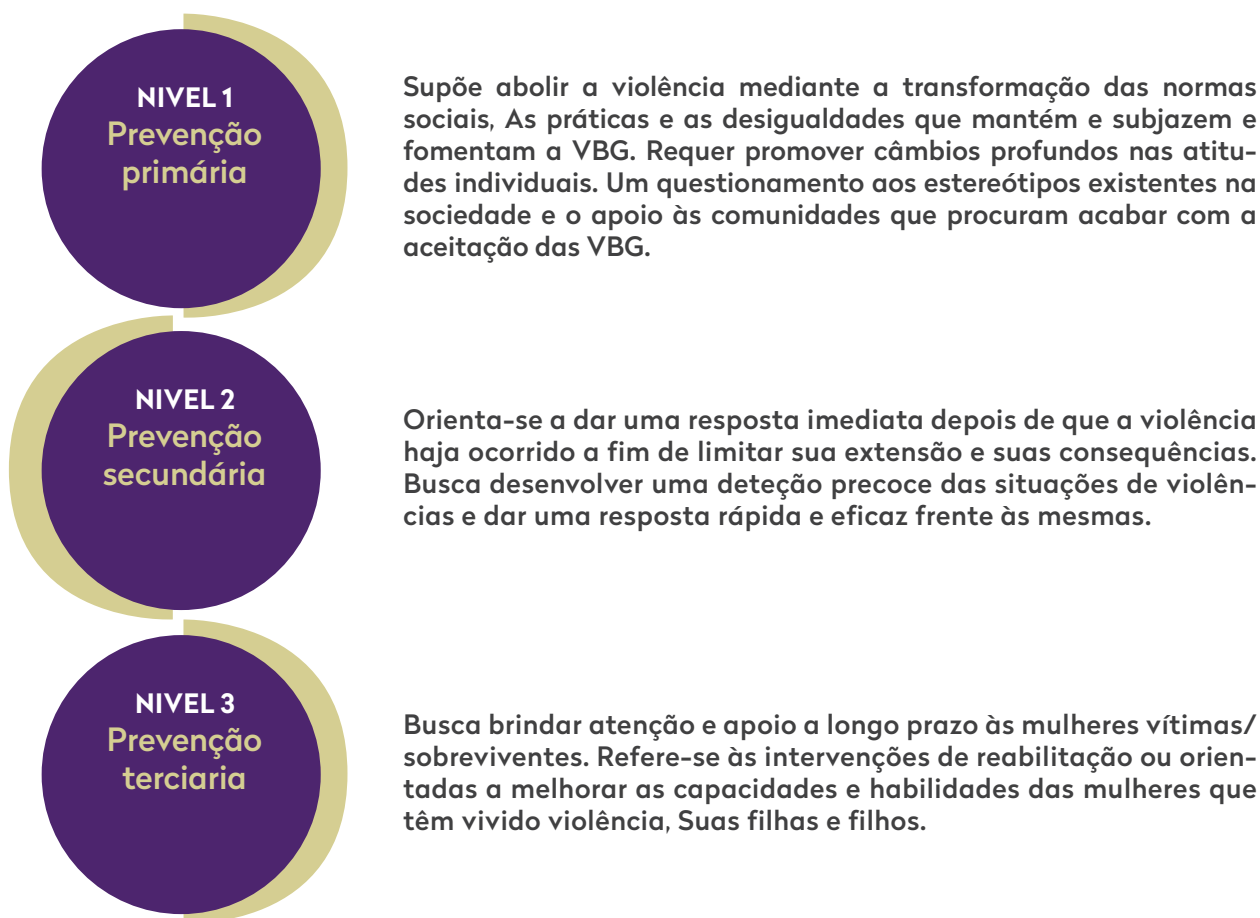 NIVEL 1
Prevenção
primária
Supõe abolir a violência mediante a transformação das normas
sociais, As práticas e as desigualdades que mantém e subjazem e
fomentam a VBG. Requer promover câmbios profundos nas atitu-
des individuais. Um questionamento aos estereótipos existentes na
sociedade e o apoio às comunidades que procuram acabar com a
aceitação das VBG.
NIVEL 2
Prevenção
secundária
Orienta-se a dar uma resposta imediata depois de que a violência
haja ocorrido a fim de limitar sua extensão e suas consequências.
Busca desenvolver uma deteção precoce das situações de violên-
cias e dar uma resposta rápida e eficaz frente às mesmas.
NIVEL 3
Prevenção
terciaria
Busca brindar atenção e apoio a longo prazo às mulheres vítimas/
sobreviventes. Refere-se às intervenções de reabilitação ou orien-
tadas a melhorar as capacidades e habilidades das mulheres que
têm vivido violência, Suas filhas e filhos.